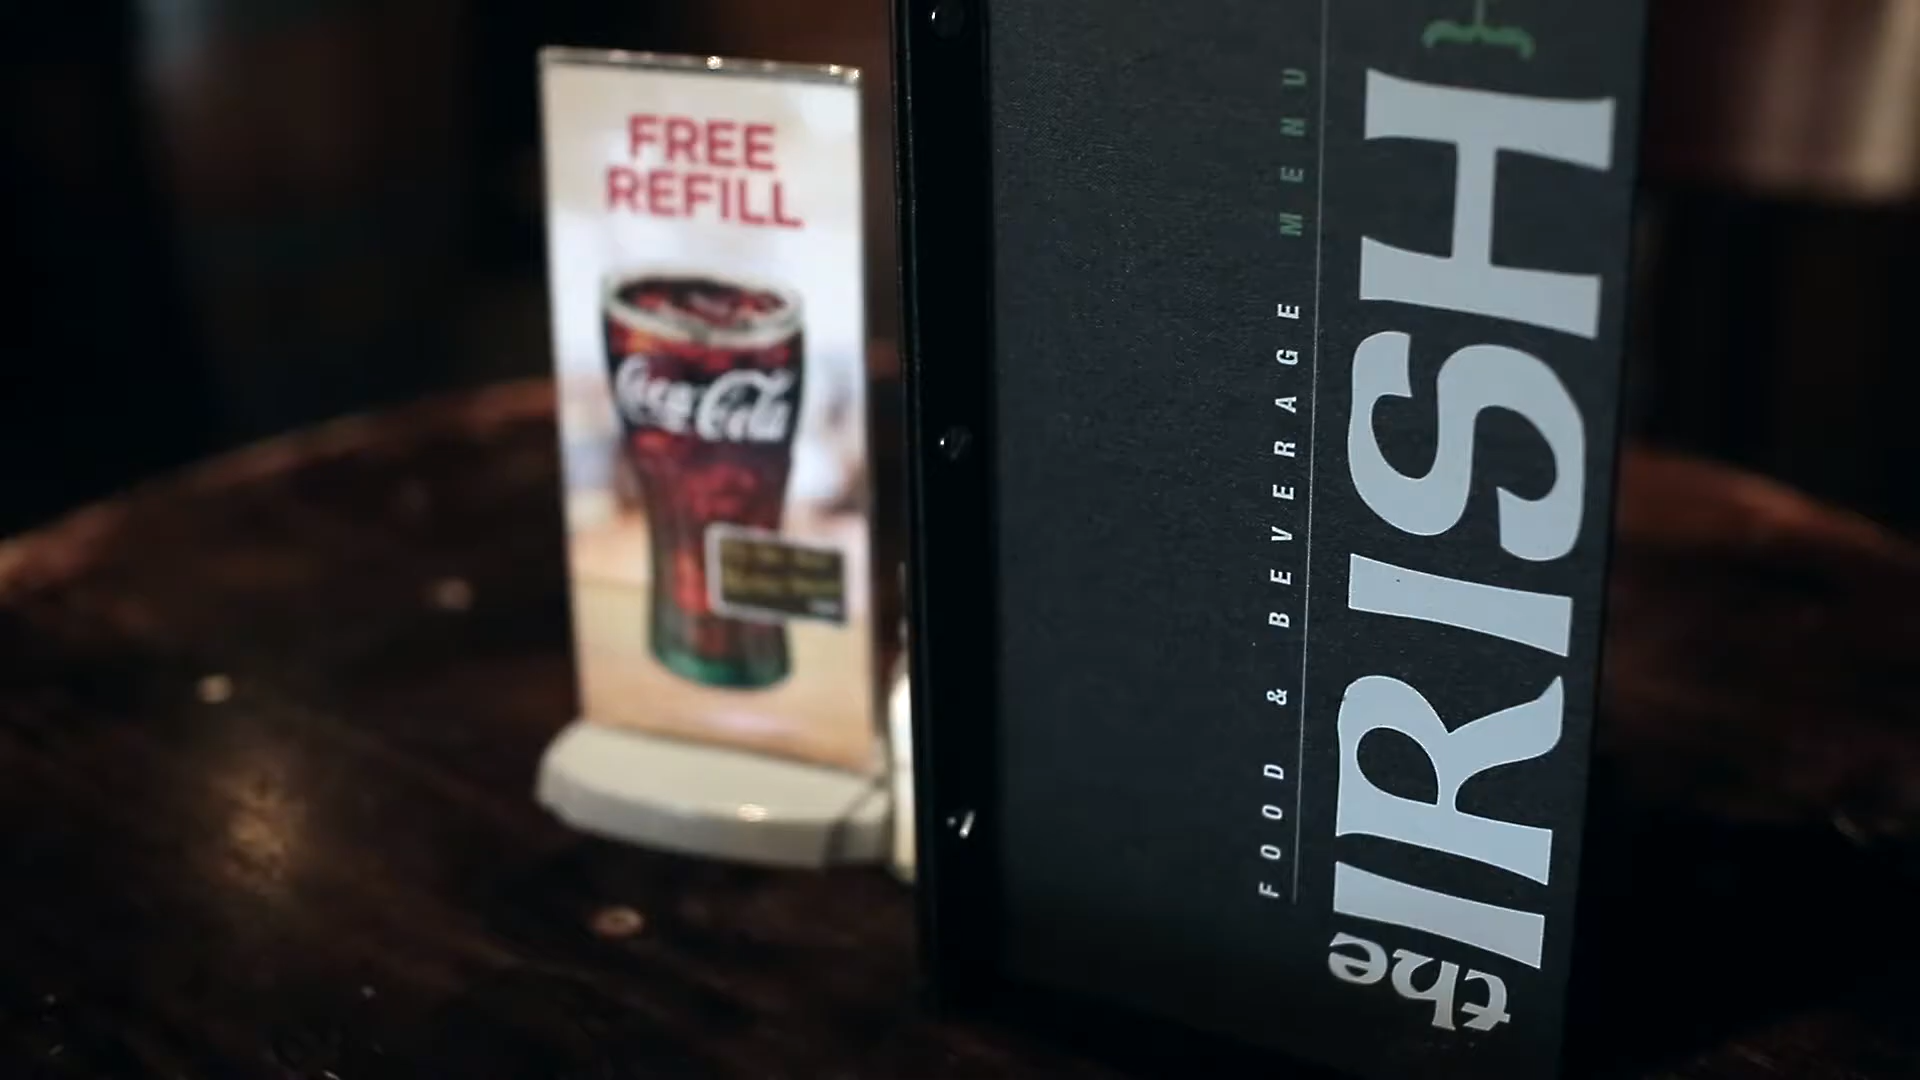 FREE
REFILL
Coca-Cola
the IRISH
FOOD & BEVERAGE MENU